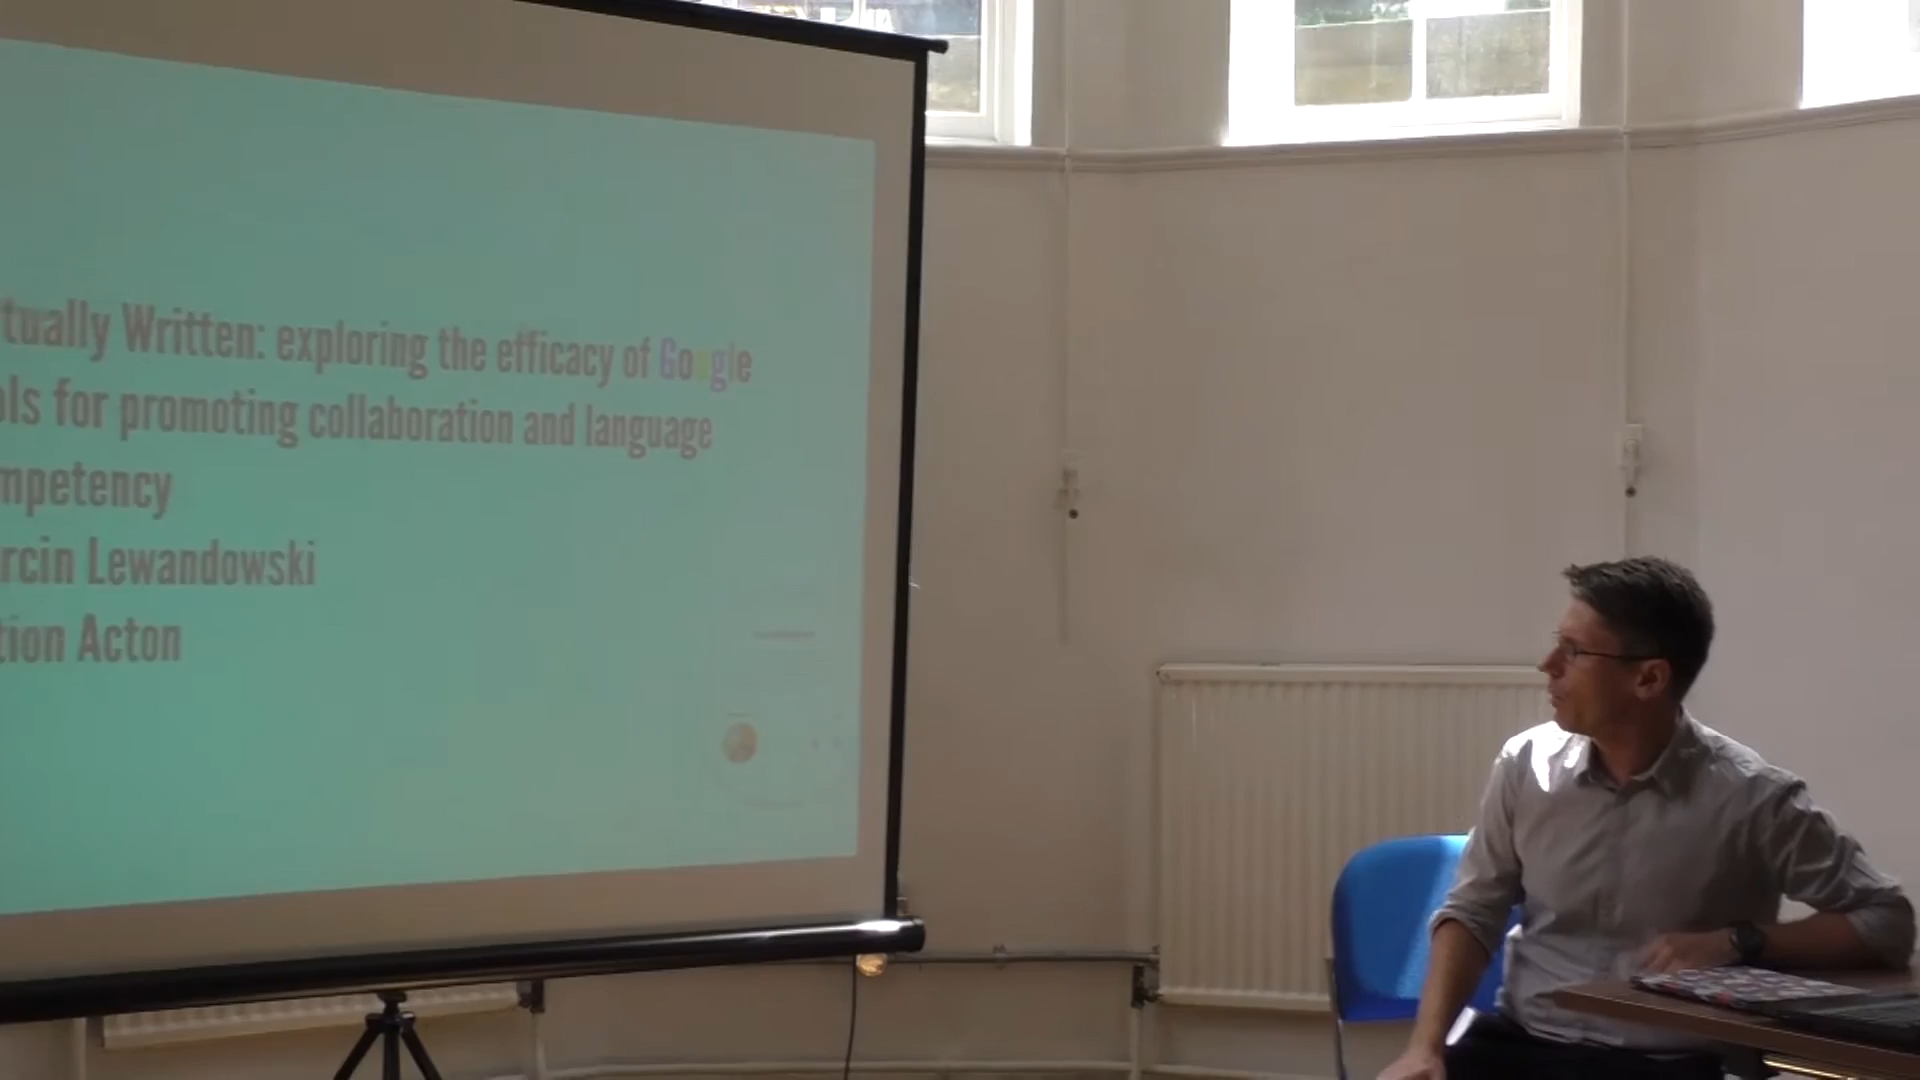 tually Written: exploring the efficacy of Google
ols for promoting collaboration and language
mpetency
rcin Lewandowski
tion Acton